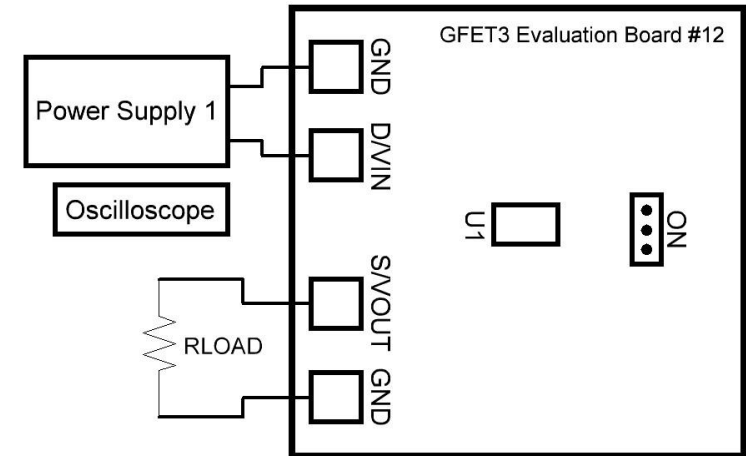 GFET3 Evaluation Board #12
GND
Power Supply 1
D/VIN
Oscilloscope
U1
ON
S/VOUT
RLOAD
GND